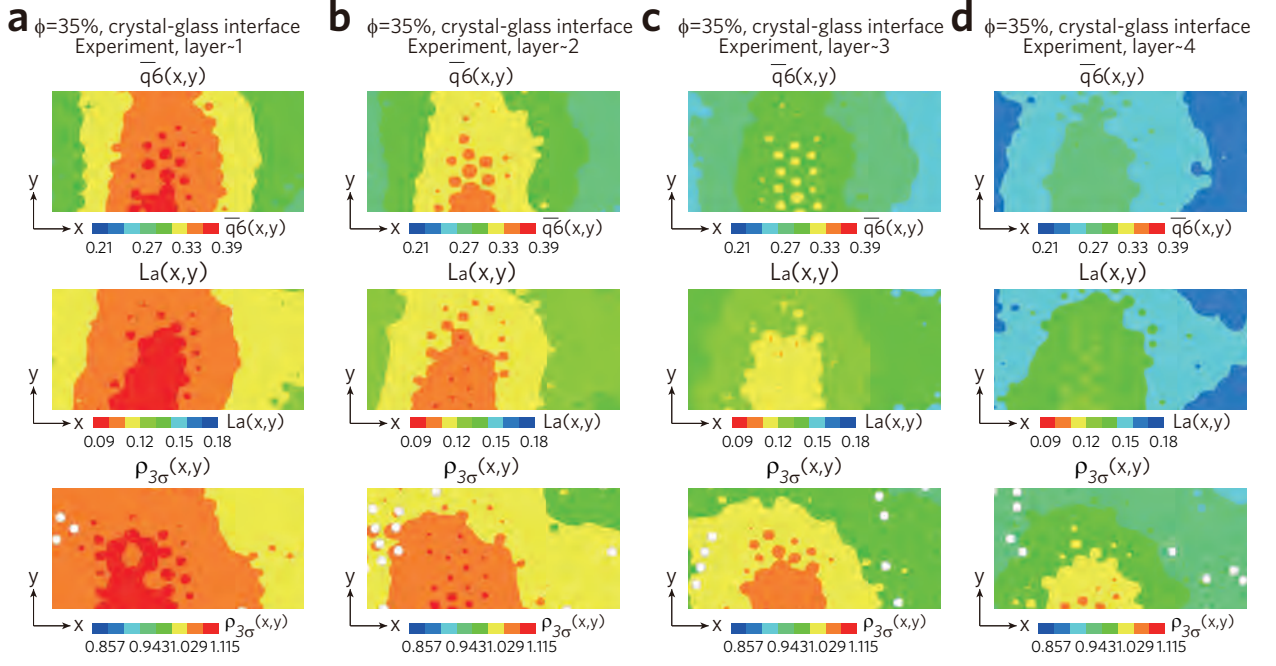 a
ϕ=35%, crystal-glass interface
Experiment, layer~1
q̅6(x,y)
y
x
q̅6(x,y)
0.21 0.27 0.33 0.39
La(x,y)
y
x
La(x,y)
0.09 0.12 0.15 0.18
ρ3σ(x,y)
y
x
ρ3σ(x,y)
0.857 0.9431.029 1.115
b
ϕ=35%, crystal-glass interface
Experiment, layer~2
q̅6(x,y)
y
x
q̅6(x,y)
0.21 0.27 0.33 0.39
La(x,y)
y
x
La(x,y)
0.09 0.12 0.15 0.18
ρ3σ(x,y)
y
x
ρ3σ(x,y)
0.857 0.9431.029 1.115
c
ϕ=35%, crystal-glass interface
Experiment, layer~3
q̅6(x,y)
y
x
q̅6(x,y)
0.21 0.27 0.33 0.39
La(x,y)
y
x
La(x,y)
0.09 0.12 0.15 0.18
ρ3σ(x,y)
y
x
ρ3σ(x,y)
0.857 0.9431.029 1.115
d
ϕ=35%, crystal-glass interface
Experiment, layer~4
q̅6(x,y)
y
x
q̅6(x,y)
0.21 0.27 0.33 0.39
La(x,y)
y
x
La(x,y)
0.09 0.12 0.15 0.18
ρ3σ(x,y)
y
x
ρ3σ(x,y)
0.857 0.9431.029 1.115